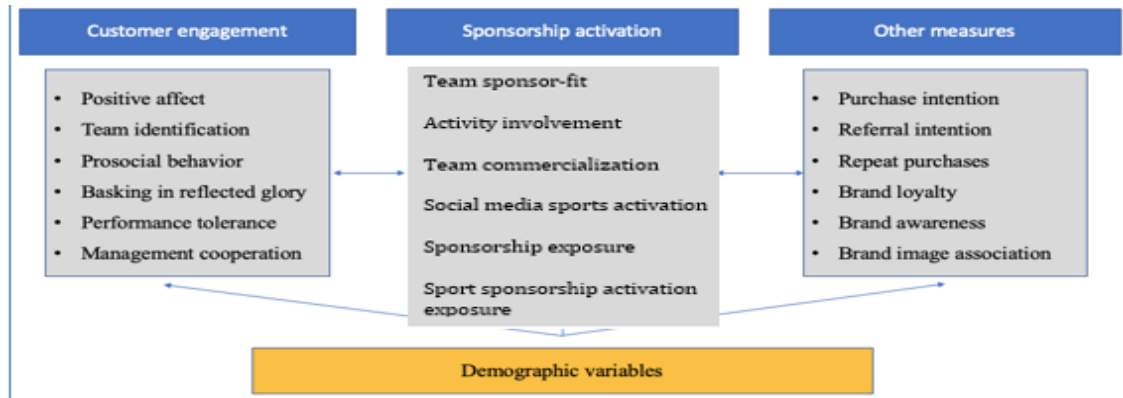 Customer engagement
• Positive affect
• Team identification
• Prosocial behavior
• Basking in reflected glory
• Performance tolerance
• Management cooperation
Sponsorship activation
Team sponsor-fit
Activity involvement
Team commercialization
Social media sports activation
Sponsorship exposure
Sport sponsorship activation
exposure
Other measures
• Purchase intention
• Referral intention
• Repeat purchases
• Brand loyalty
• Brand awareness
• Brand image association
Demographic variables